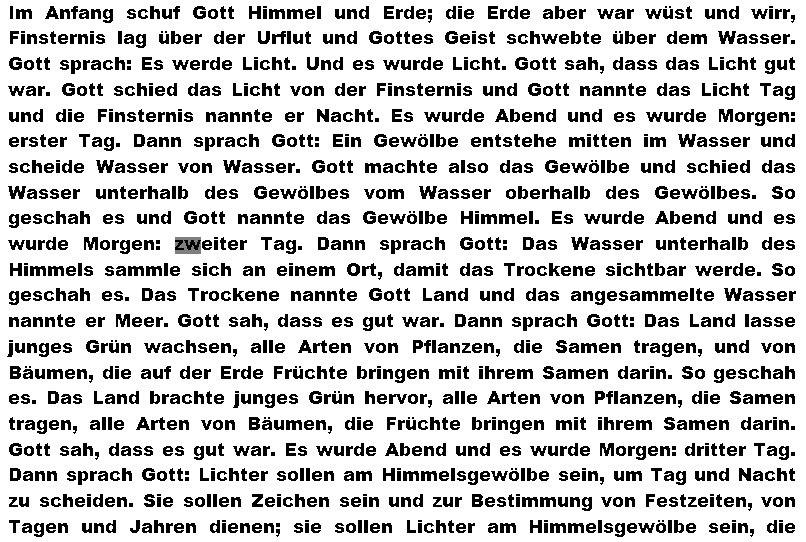 Im Anfang schuf Gott Himmel und Erde; die Erde aber war wüst und wirr,
Finsternis lag über der Urflut und Gottes Geist schwebte über dem Wasser.
Gott sprach: Es werde Licht. Und es wurde Licht. Gott sah, dass das Licht gut
war. Gott schied das Licht von der Finsternis und Gott nannte das Licht Tag
und die Finsternis nannte er Nacht. Es wurde Abend und es wurde Morgen:
erster Tag. Dann sprach Gott: Ein Gewölbe entstehe mitten im Wasser und
scheide Wasser von Wasser. Gott machte also das Gewölbe und schied das
Wasser unterhalb des Gewölbes vom Wasser oberhalb des Gewölbes. So
geschah es und Gott nannte das Gewölbe Himmel. Es wurde Abend und es
wurde Morgen: zweiter Tag. Dann sprach Gott: Das Wasser unterhalb des
Himmels sammle sich an einem Ort, damit das Trockene sichtbar werde. So
geschah es. Das Trockene nannte Gott Land und das angesammelte Wasser
nannte er Meer. Gott sah, dass es gut war. Dann sprach Gott: Das Land lasse
junges Grün wachsen, alle Arten von Pflanzen, die Samen tragen, und von
Bäumen, die auf der Erde Früchte bringen mit ihrem Samen darin. So geschah
es. Das Land brachte junges Grün hervor, alle Arten von Pflanzen, die Samen
tragen, alle Arten von Bäumen, die Früchte bringen mit ihrem Samen darin.
Gott sah, dass es gut war. Es wurde Abend und es wurde Morgen: dritter Tag.
Dann sprach Gott: Lichter sollen am Himmelsgewölbe sein, um Tag und Nacht
zu scheiden. Sie sollen Zeichen sein und zur Bestimmung von Festzeiten, von
Tagen und Jahren dienen; sie sollen Lichter am Himmelsgewölbe sein, die